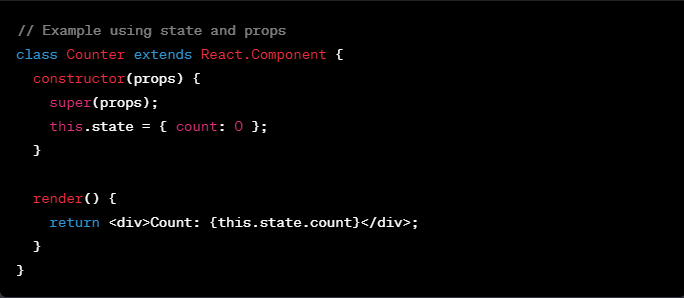 // Example using state and props
class Counter extends React.Component {
  constructor(props) {
    super(props);
    this.state = { count: 0 };
  }

  render() {
    return <div>Count: {this.state.count}</div>;
  }
}